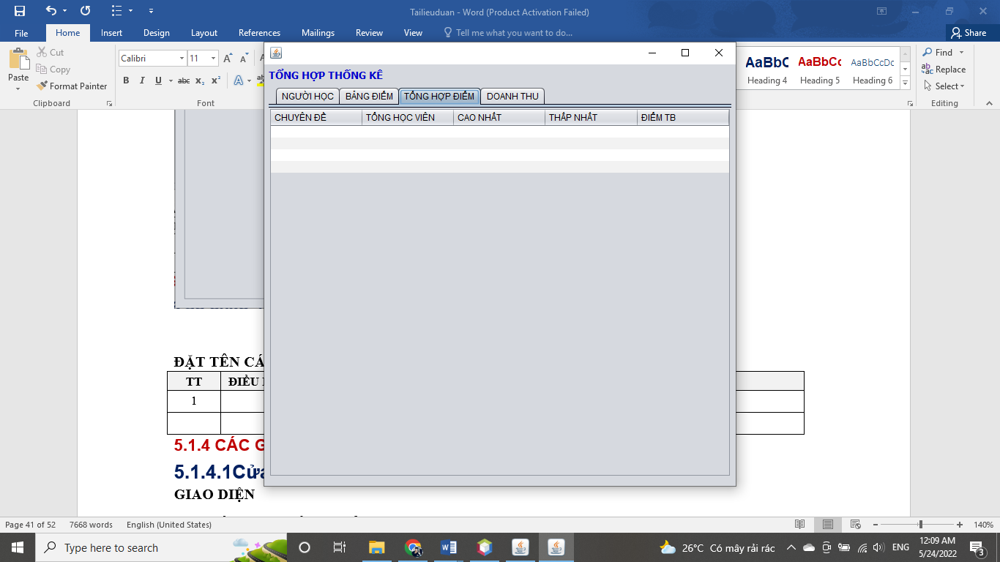 Tailieuduan - Word (Product Activation Failed)
File Home Insert Design Layout References Mailings Review View Tell me what you want to do... Share
Paste
Cut
Copy
Format Painter
Clipboard
Calibri 11
B I U abc x₂ x² A
Font
AaBbC AaBbCc AaBbCcDc
Heading 4 Heading 5 Heading 6
Find
Replace
Select
Editing
TỔNG HỢP THỐNG KÊ
NGƯỜI HỌC BẢNG ĐIỂM TỔNG HỢP ĐIỂM DOANH THU
CHUYÊN ĐỀ TỔNG HỌC VIÊN CAO NHẤT THẤP NHẤT ĐIỂM TB
ĐẶT TÊN CÁ
TT ĐIỀU
1
5.1.4 CÁC G
5.1.4.1Cửa
GIAO DIỆN
Page 41 of 52 7668 words English (United States) 140%
Type here to search
26°C Có mây rải rác ENG
12:09 AM
5/24/2022
3